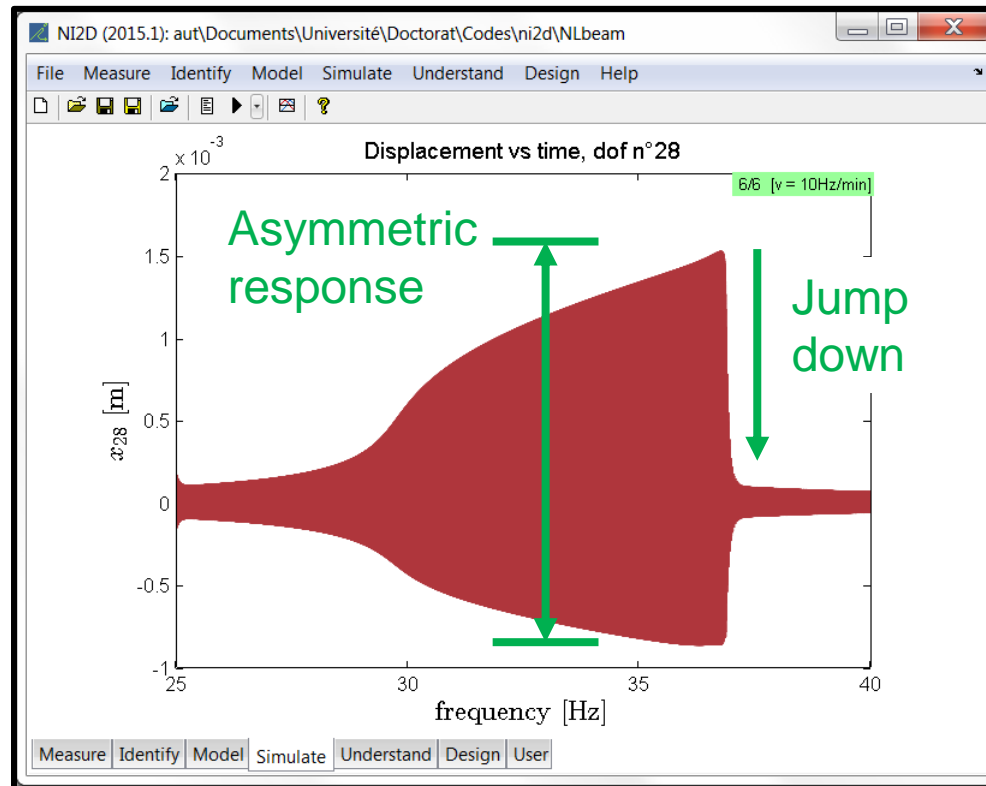 NI2D (2015.1): aut\Documents\Université\Doctorat\Codes\ni2d\NLbeam
File Measure Identify Model Simulate Understand Design Help
Displacement vs time, dof n°28
x 10^-3
6/6 [v = 10Hz/min]
2
1.5
1
0.5
0
-0.5
-1
x28 [m]
Asymmetric
response
Jump
down
25 30 35 40
frequency [Hz]
Measure Identify Model Simulate Understand Design User